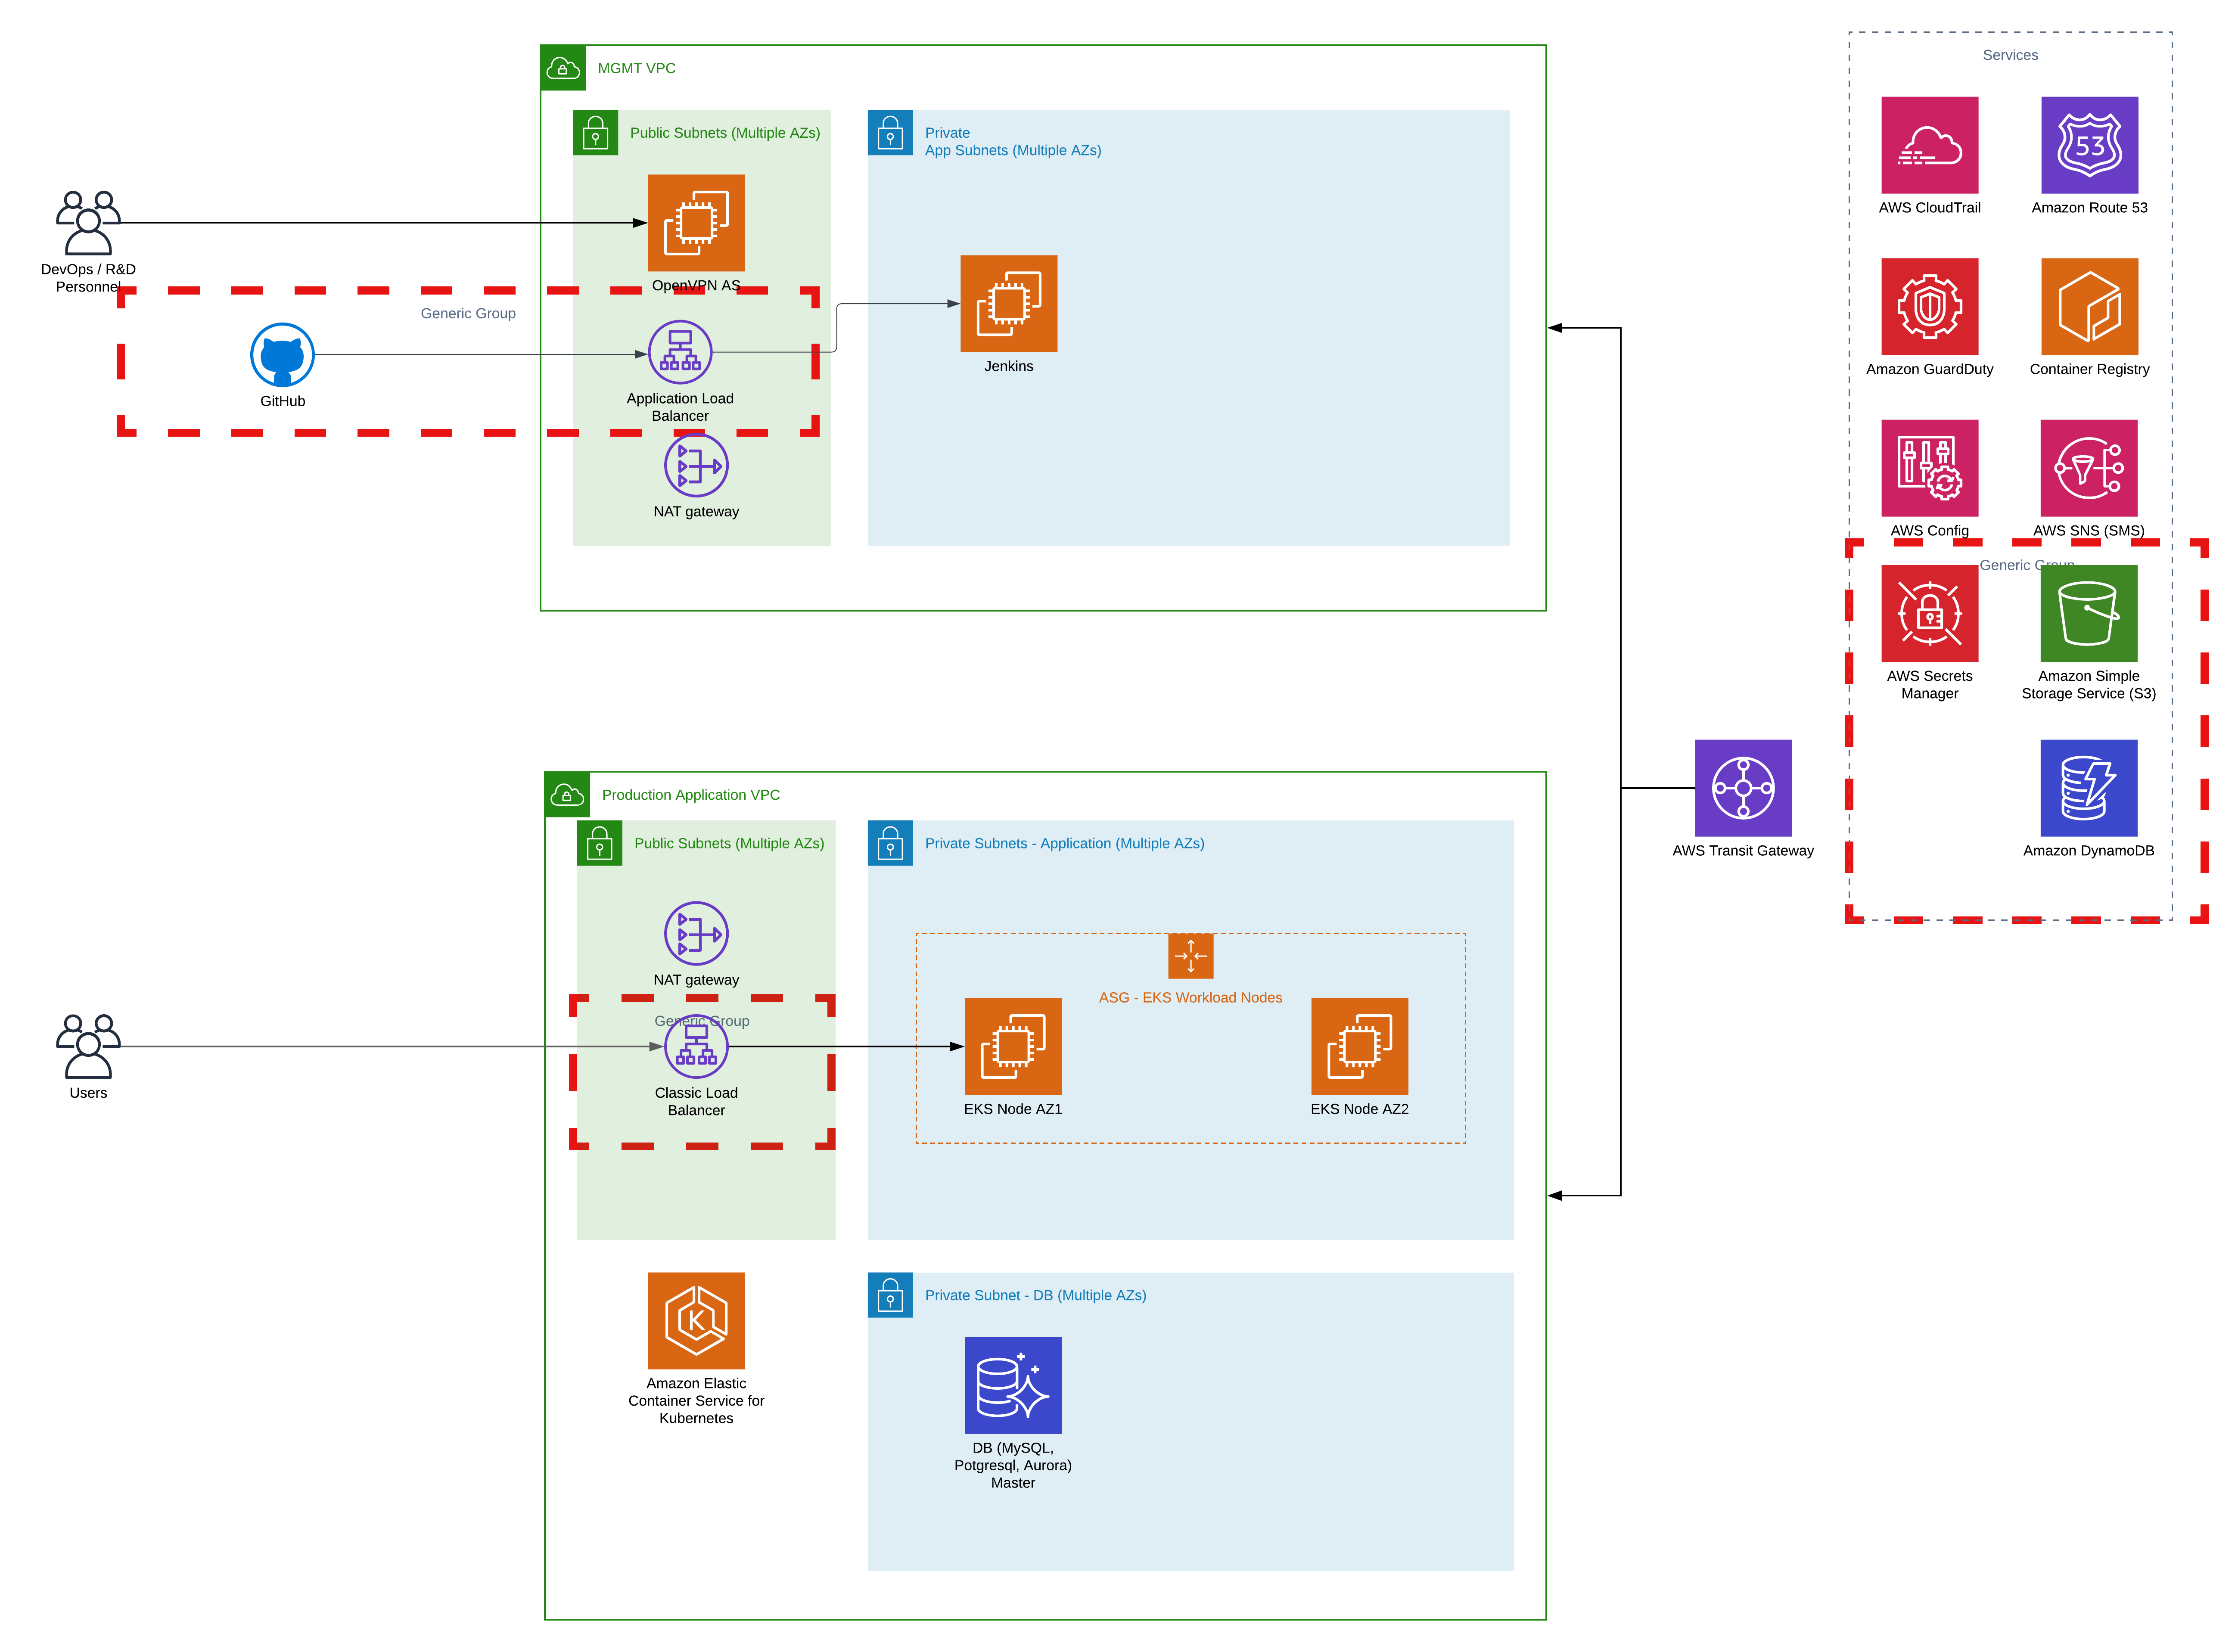 MGMT VPC
Public Subnets (Multiple AZs)
Private
App Subnets (Multiple AZs)
DevOps / R&D
Personnel
OpenVPN AS
Generic Group
GitHub
Application Load
Balancer
Jenkins
NAT gateway
Services
AWS CloudTrail
53
Amazon Route 53
Amazon GuardDuty
Container Registry
AWS Config
AWS SNS (SMS)
Generic Group
AWS Secrets
Manager
Amazon Simple
Storage Service (S3)
AWS Transit Gateway
Amazon DynamoDB
Production Application VPC
Public Subnets (Multiple AZs)
Private Subnets - Application (Multiple AZs)
NAT gateway
ASG - EKS Workload Nodes
Generic Group
Users
Classic Load
Balancer
EKS Node AZ1
EKS Node AZ2
Private Subnet - DB (Multiple AZs)
K
Amazon Elastic
Container Service for
Kubernetes
DB (MySQL,
Potgresql, Aurora)
Master